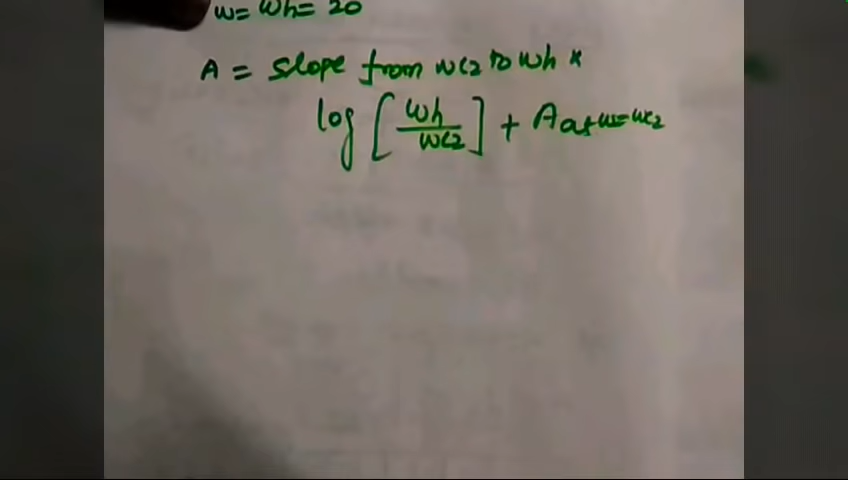 w = wh = 20
A = slope from wc2 to wh ×
log [ wh / wc2 ] + A at w=wc2